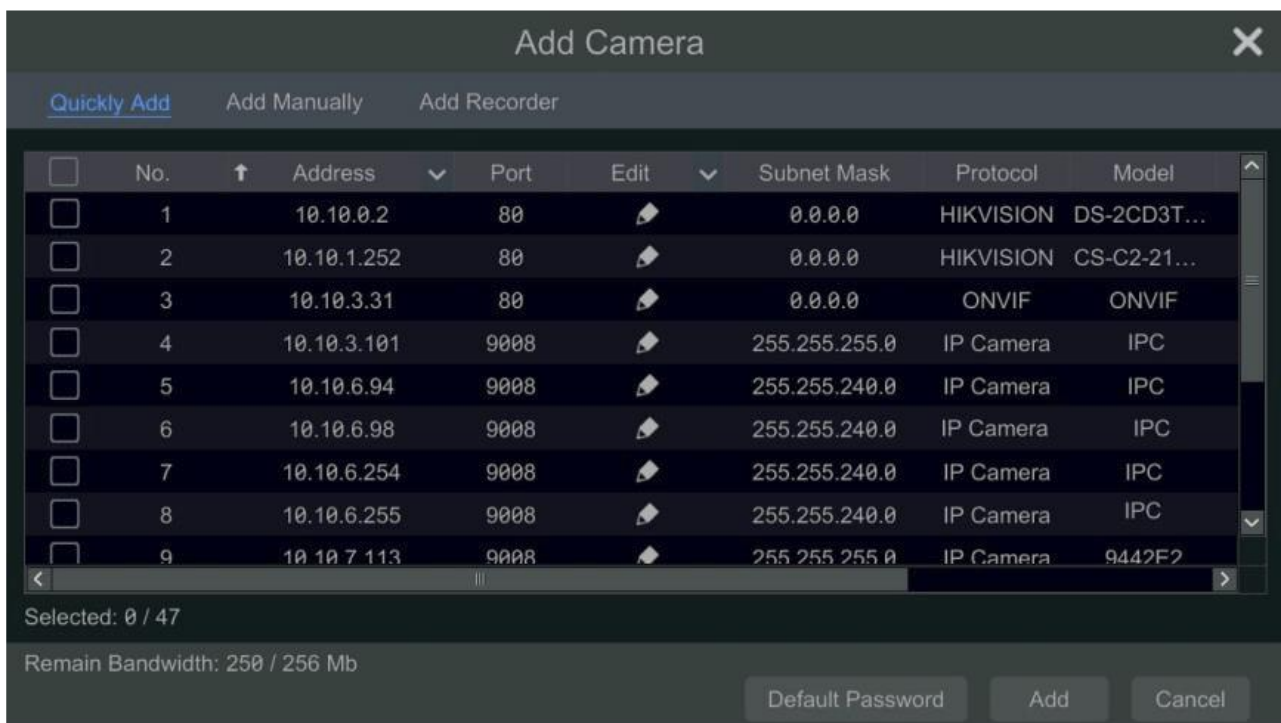 Add Camera
Quickly Add Add Manually Add Recorder
No. Address Port Edit Subnet Mask Protocol Model
1 10.10.0.2 80 0.0.0.0 HIKVISION DS-2CD3T...
2 10.10.1.252 80 0.0.0.0 HIKVISION CS-C2-21...
3 10.10.3.31 80 0.0.0.0 ONVIF ONVIF
4 10.10.3.101 9008 255.255.255.0 IP Camera IPC
5 10.10.6.94 9008 255.255.240.0 IP Camera IPC
6 10.10.6.98 9008 255.255.240.0 IP Camera IPC
7 10.10.6.254 9008 255.255.240.0 IP Camera IPC
8 10.10.6.255 9008 255.255.240.0 IP Camera IPC
9 10.10.7.113 9008 255.255.255.0 IP Camera 9442E2
Selected: 0 / 47
Remain Bandwidth: 250 / 256 Mb
Default Password Add Cancel